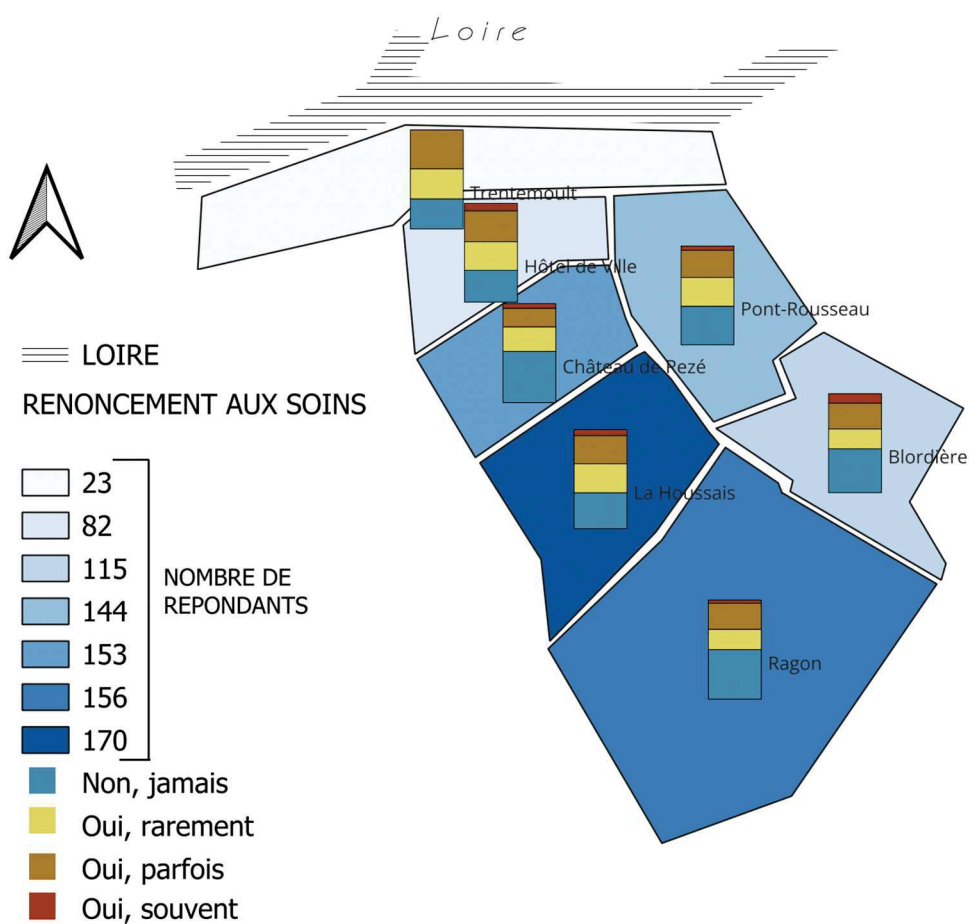 Loire
Trentemoult
Hôtel de Ville
Pont-Rousseau
Château de Rezé
Blordière
La Houssais
Ragon
LOIRE
RENONCEMENT AUX SOINS
23
82
115
144
153
156
170
NOMBRE DE
REPONDANTS
Non, jamais
Oui, rarement
Oui, parfois
Oui, souvent